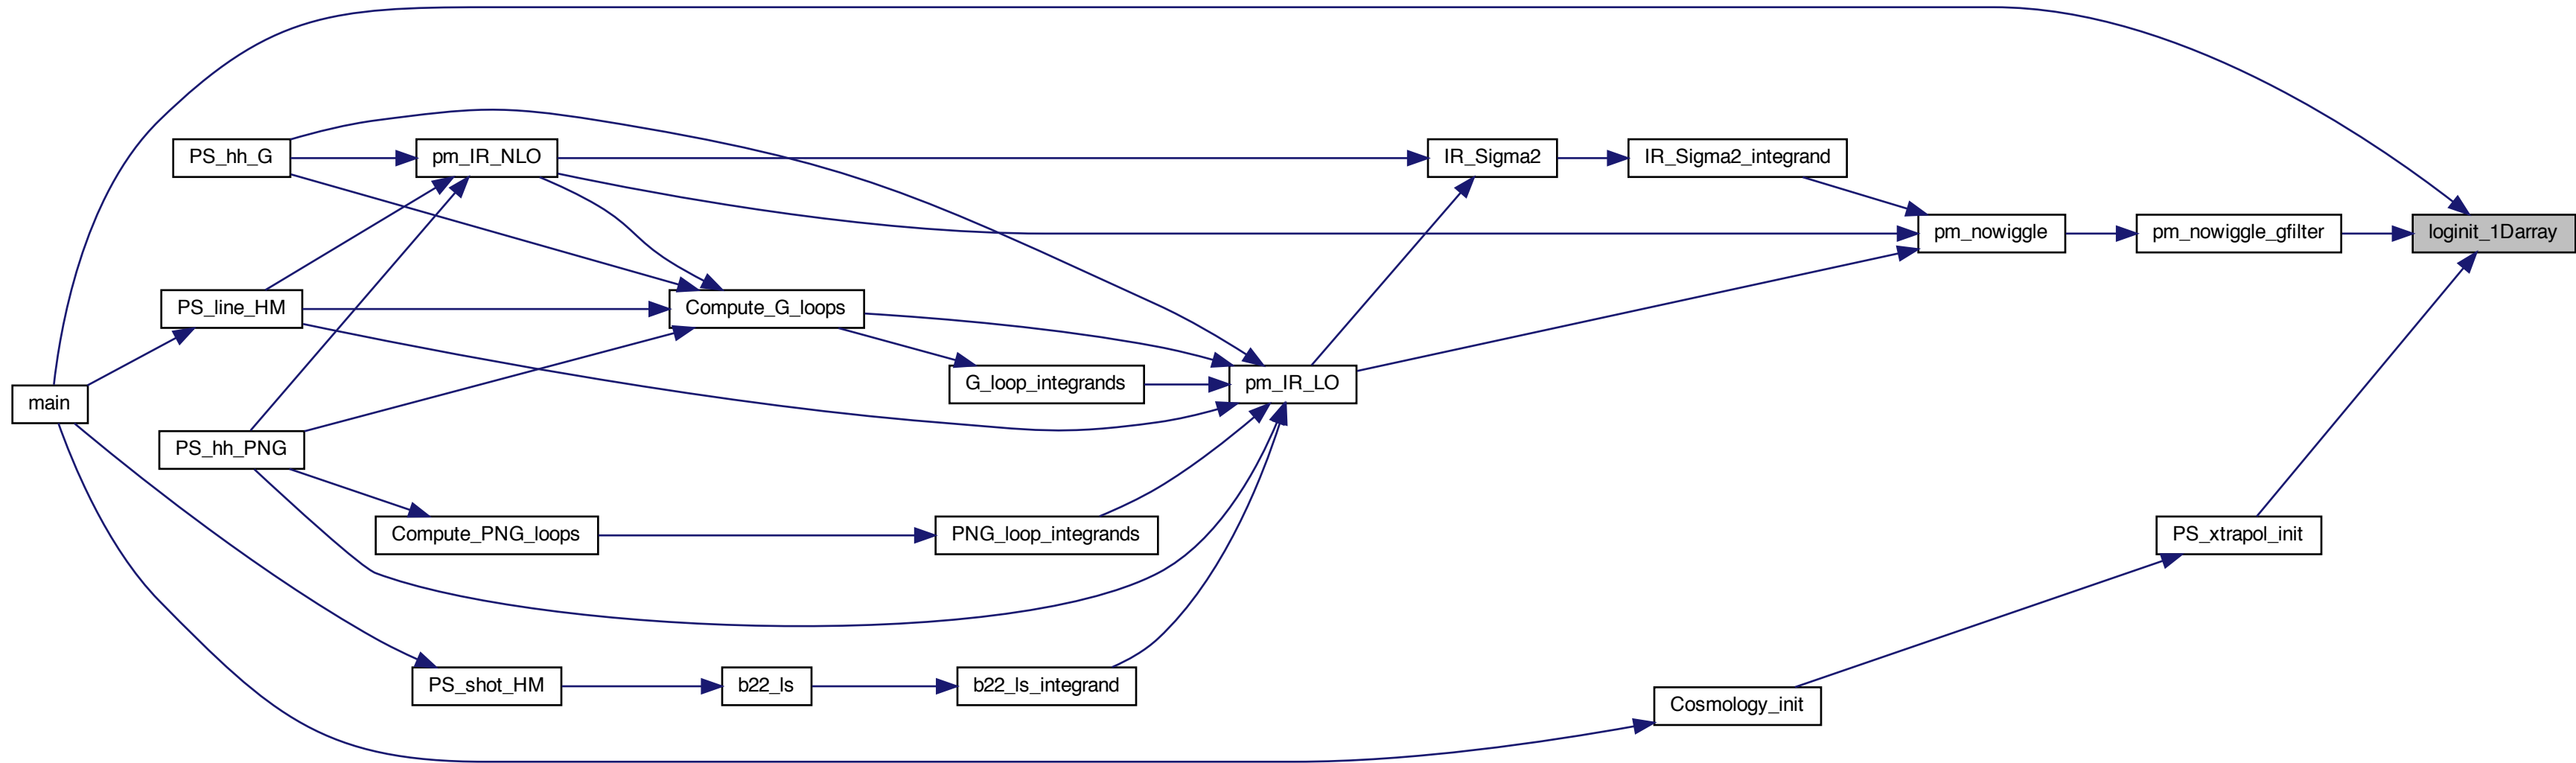 PS_hh_G
pm_IR_NLO
IR_Sigma2
IR_Sigma2_integrand
pm_nowiggle
pm_nowiggle_gfilter
loginit_1Darray
PS_line_HM
Compute_G_loops
G_loop_integrands
pm_IR_LO
main
PS_hh_PNG
Compute_PNG_loops
PNG_loop_integrands
PS_xtrapol_init
PS_shot_HM
b22_ls
b22_ls_integrand
Cosmology_init